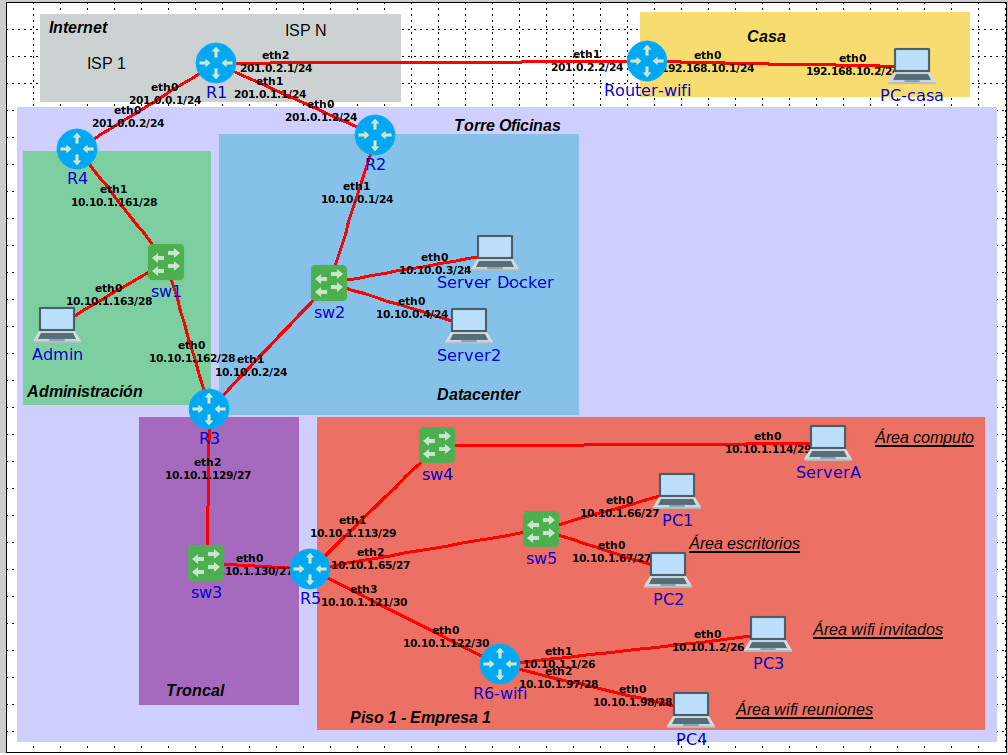 Internet
ISP N
ISP 1
R1
eth2
201.0.2.1/24
eth1
201.0.1.1/24
eth0
201.0.0.1/24
eth0
201.0.0.2/24
eth0
201.0.1.2/24
Casa
eth1
201.0.2.2/24
Router-wifi
eth0
192.168.10.1/24
eth0
192.168.10.2/24
PC-casa
Torre Oficinas
R4
R2
eth1
10.10.1.161/28
eth1
10.10.0.1/24
sw1
eth0
10.10.1.163/28
Admin
eth0
10.10.1.162/28
Administración
sw2
eth0
10.10.0.3/24
Server Docker
eth0
10.10.0.4/24
Server2
eth1
10.10.0.2/24
Datacenter
R3
eth2
10.10.1.129/27
sw3
eth0
10.1.130/27
Troncal
R5
sw4
eth0
10.10.1.114/29
ServerA
Área computo
eth1
10.10.1.113/29
eth2
10.10.1.65/27
sw5
eth0
10.10.1.66/27
PC1
eth0
10.10.1.67/27
PC2
Área escritorios
eth3
10.10.1.121/30
eth0
10.10.1.122/30
R6-wifi
eth1
10.10.1.1/26
eth2
10.10.1.97/28
eth0
10.10.1.2/26
PC3
Área wifi invitados
eth0
10.10.1.98/28
PC4
Área wifi reuniones
Piso 1 - Empresa 1